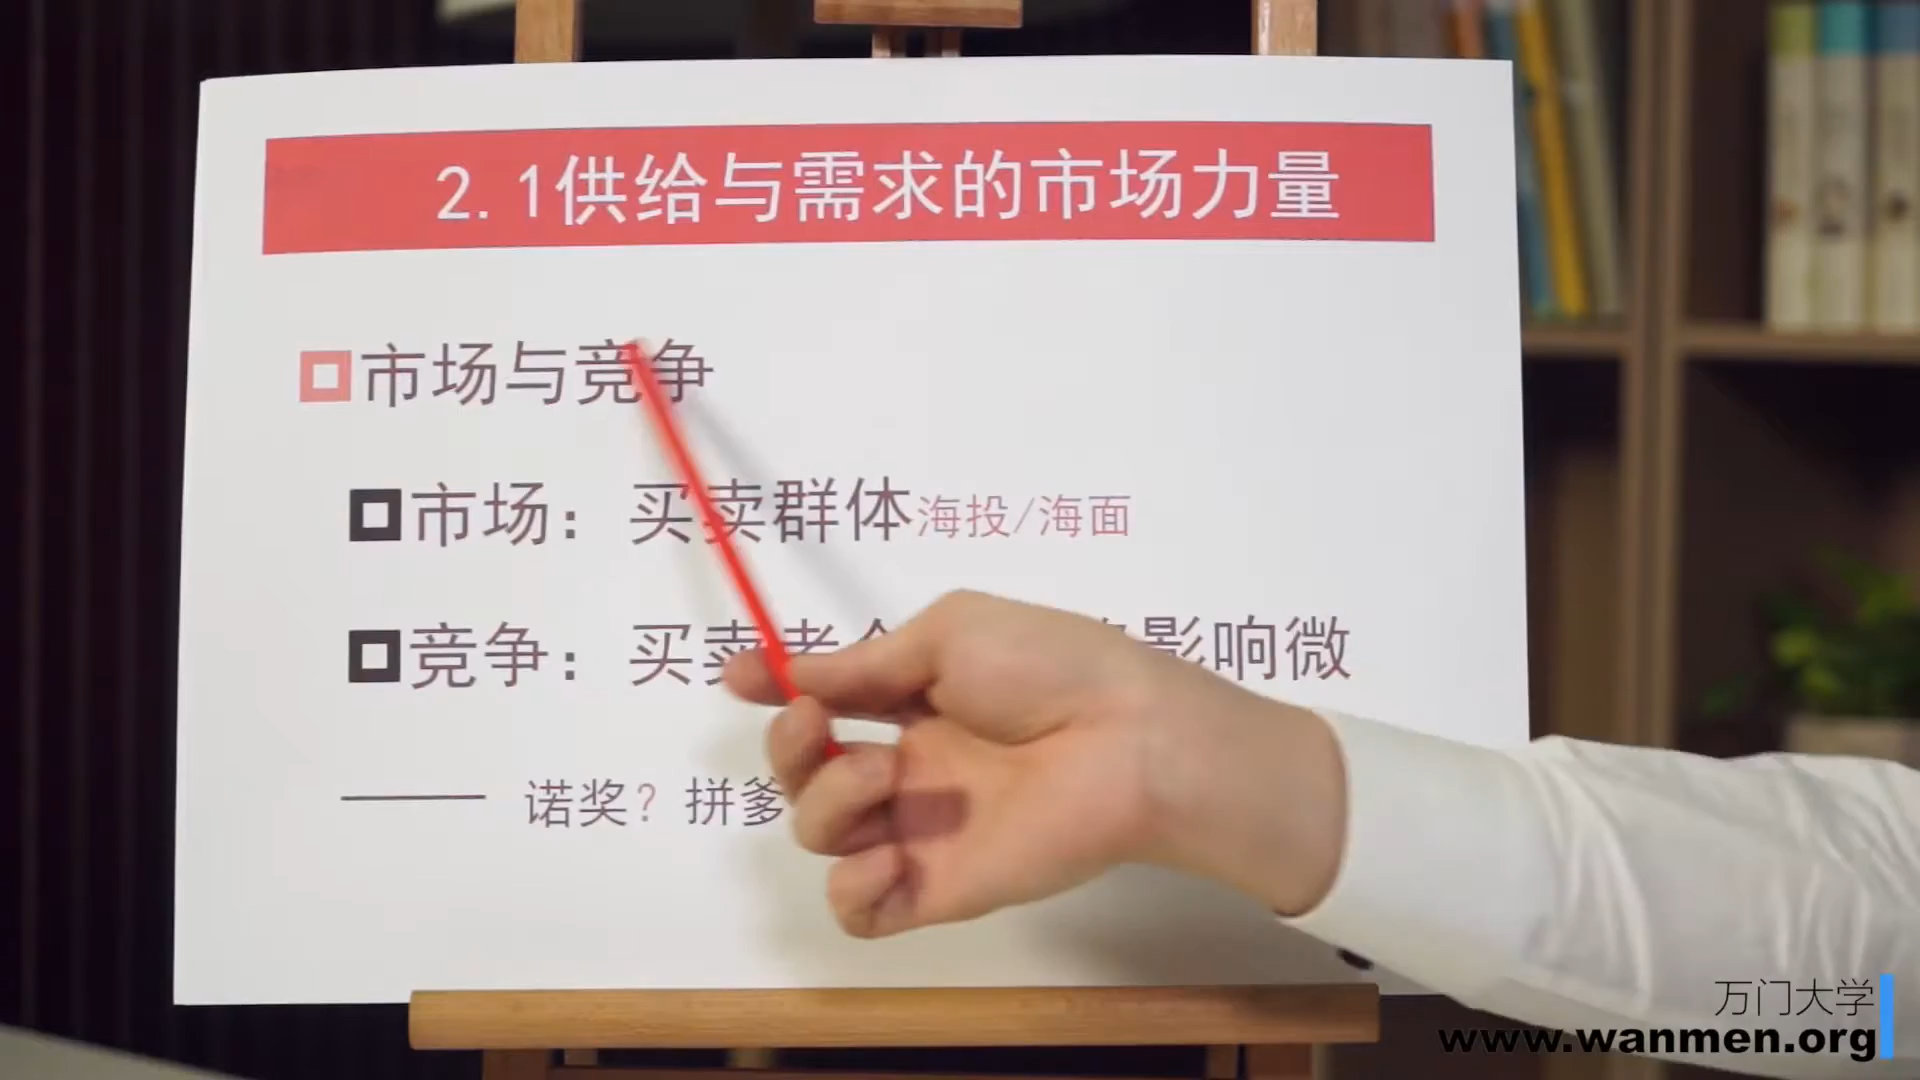 2.1供给与需求的市场力量
市场与竞争
市场：买卖群体海投/海面
竞争：买卖者 影响微
—— 诺奖？拼爹
万门大学
www.wanmen.org